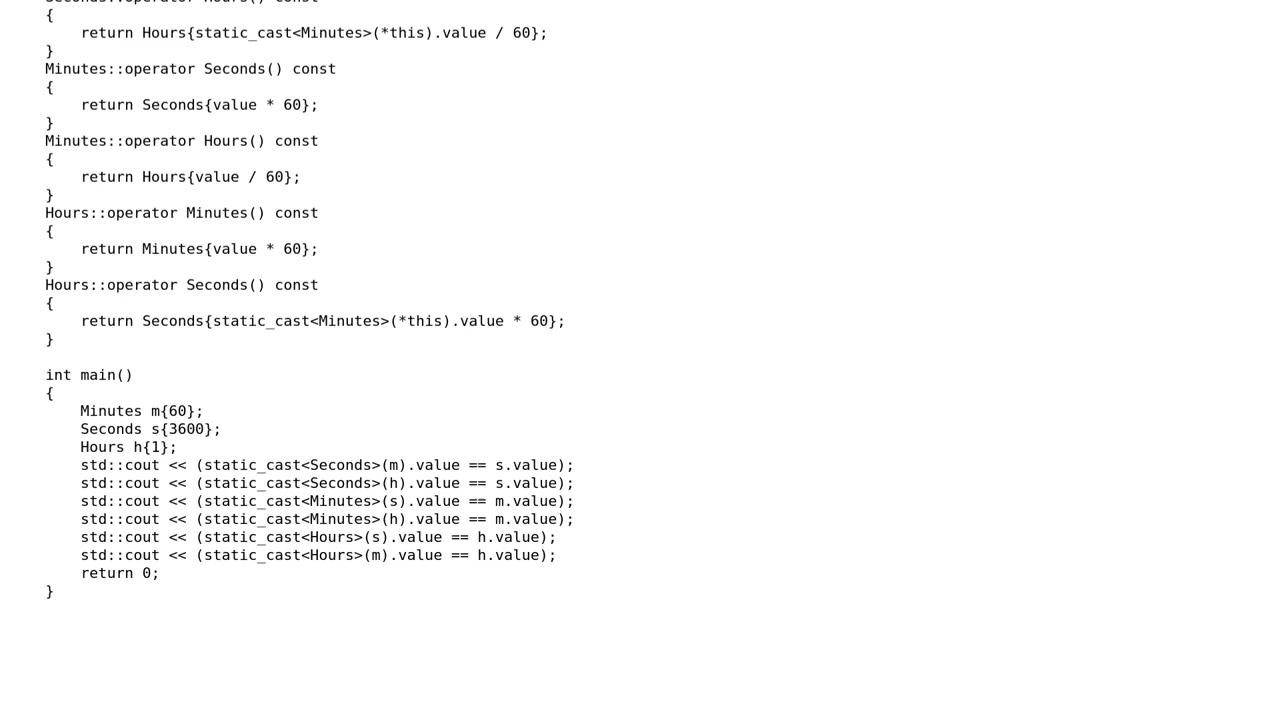 Seconds::operator Hours() const
{
    return Hours{static_cast<Minutes>(*this).value / 60};
}
Minutes::operator Seconds() const
{
    return Seconds{value * 60};
}
Minutes::operator Hours() const
{
    return Hours{value / 60};
}
Hours::operator Minutes() const
{
    return Minutes{value * 60};
}
Hours::operator Seconds() const
{
    return Seconds{static_cast<Minutes>(*this).value * 60};
}

int main()
{
    Minutes m{60};
    Seconds s{3600};
    Hours h{1};
    std::cout << (static_cast<Seconds>(m).value == s.value);
    std::cout << (static_cast<Seconds>(h).value == s.value);
    std::cout << (static_cast<Minutes>(s).value == m.value);
    std::cout << (static_cast<Minutes>(h).value == m.value);
    std::cout << (static_cast<Hours>(s).value == h.value);
    std::cout << (static_cast<Hours>(m).value == h.value);
    return 0;
}